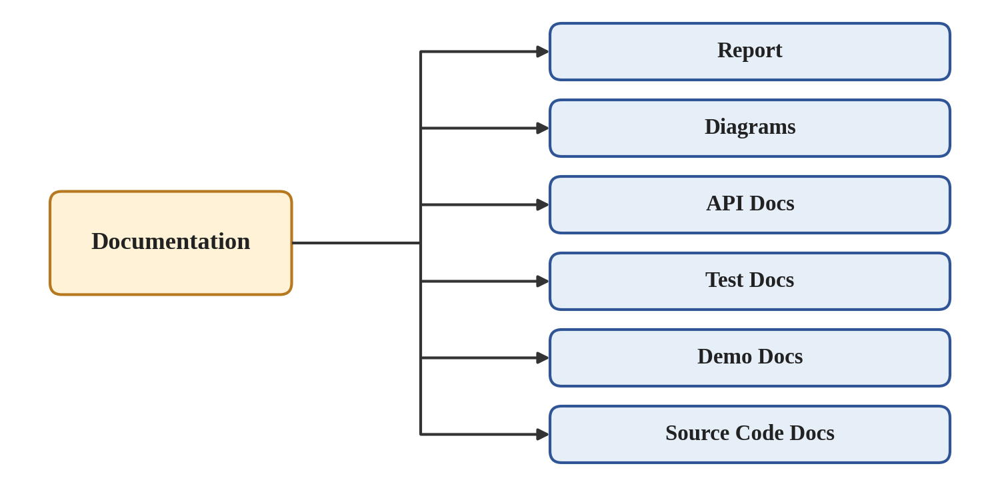 Documentation
Report
Diagrams
API Docs
Test Docs
Demo Docs
Source Code Docs